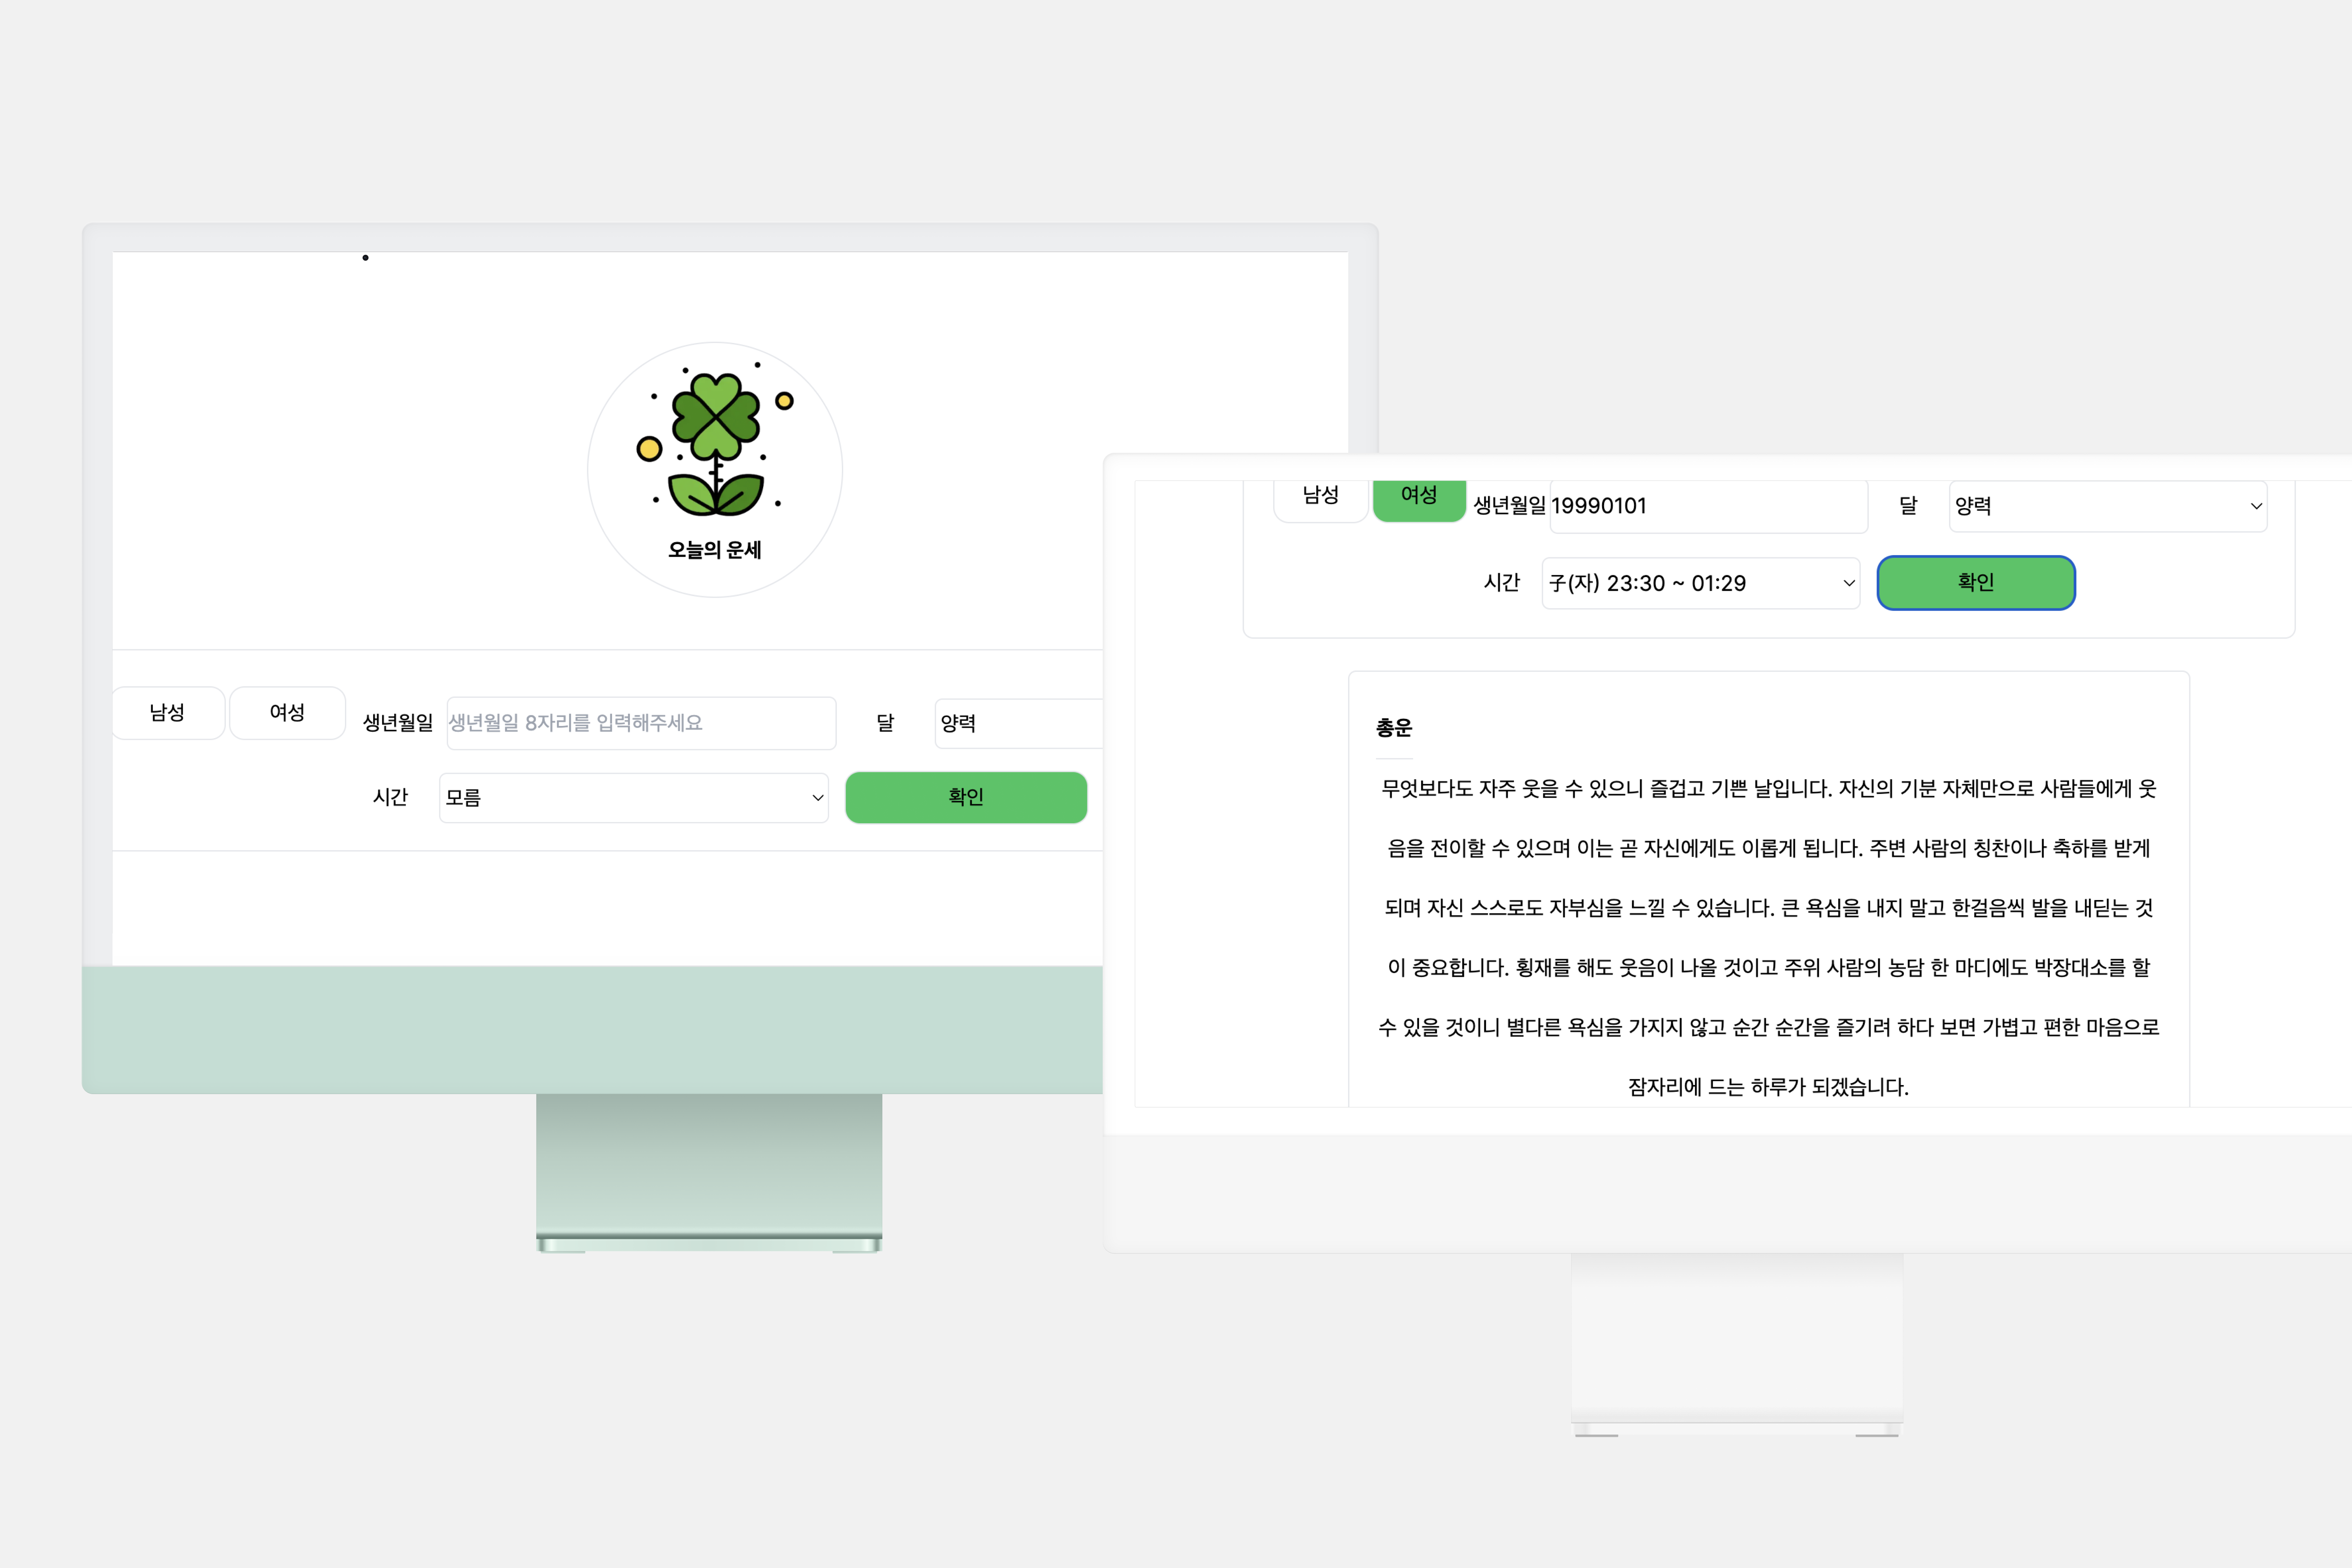 오늘의 운세
남성 여성 생년월일 생년월일 8자리를 입력해주세요 달 양력
시간 모름 확인
남성 여성 생년월일 19990101 달 양력
시간 子(자) 23:30 ~ 01:29 확인
총운
무엇보다도 자주 웃을 수 있으니 즐겁고 기쁜 날입니다. 자신의 기분 자체만으로 사람들에게 웃
음을 전이할 수 있으며 이는 곧 자신에게도 이롭게 됩니다. 주변 사람의 칭찬이나 축하를 받게
되며 자신 스스로도 자부심을 느낄 수 있습니다. 큰 욕심을 내지 말고 한걸음씩 발을 내딛는 것
이 중요합니다. 횡재를 해도 웃음이 나올 것이고 주위 사람의 농담 한 마디에도 박장대소를 할
수 있을 것이니 별다른 욕심을 가지지 않고 순간 순간을 즐기려 하다 보면 가볍고 편한 마음으로
잠자리에 드는 하루가 되겠습니다.